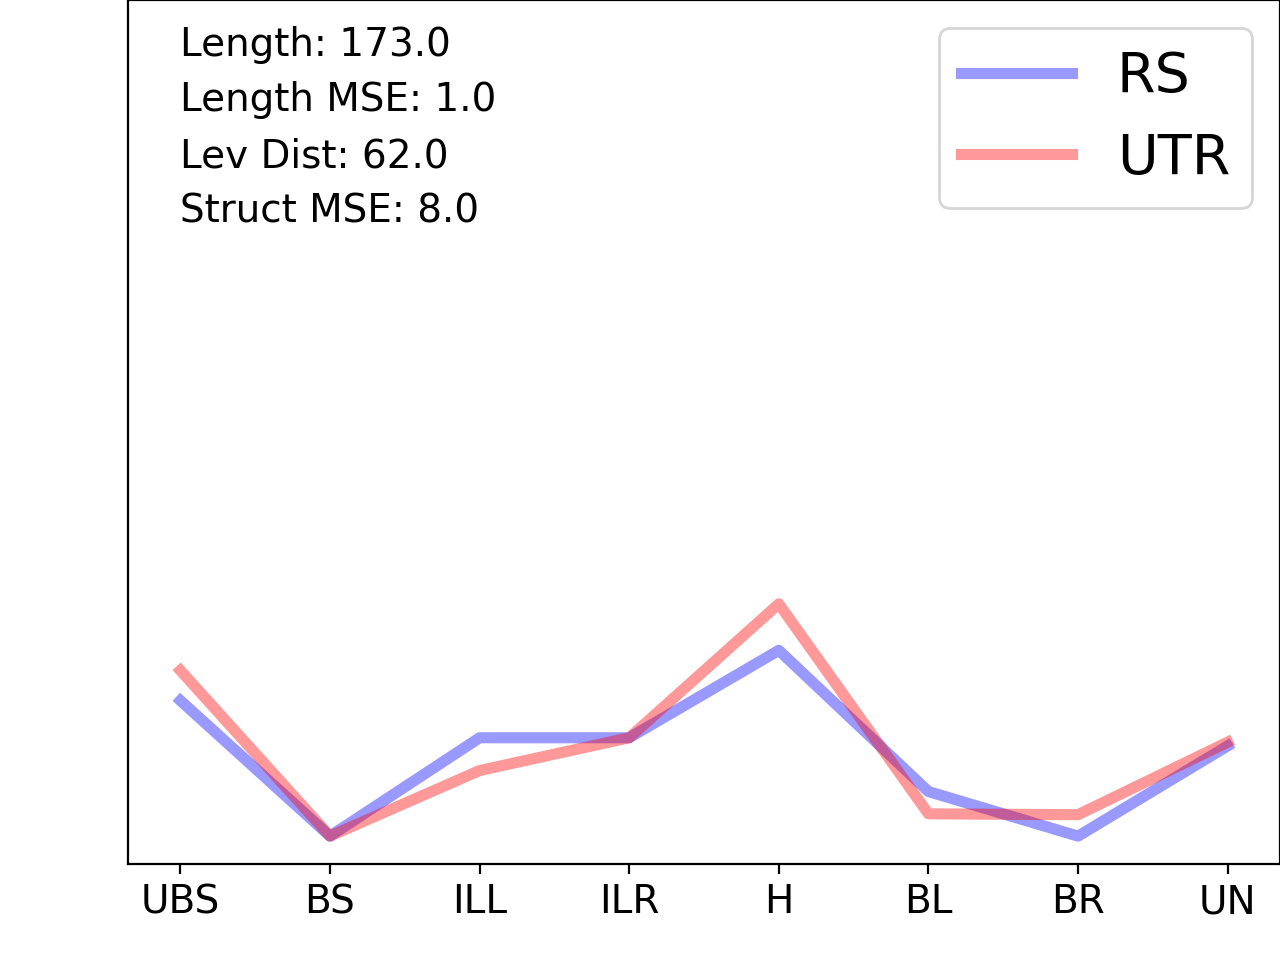 Length: 173.0
Length MSE: 1.0
Lev Dist: 62.0
Struct MSE: 8.0
RS
UTR
UBS BS ILL ILR H BL BR UN